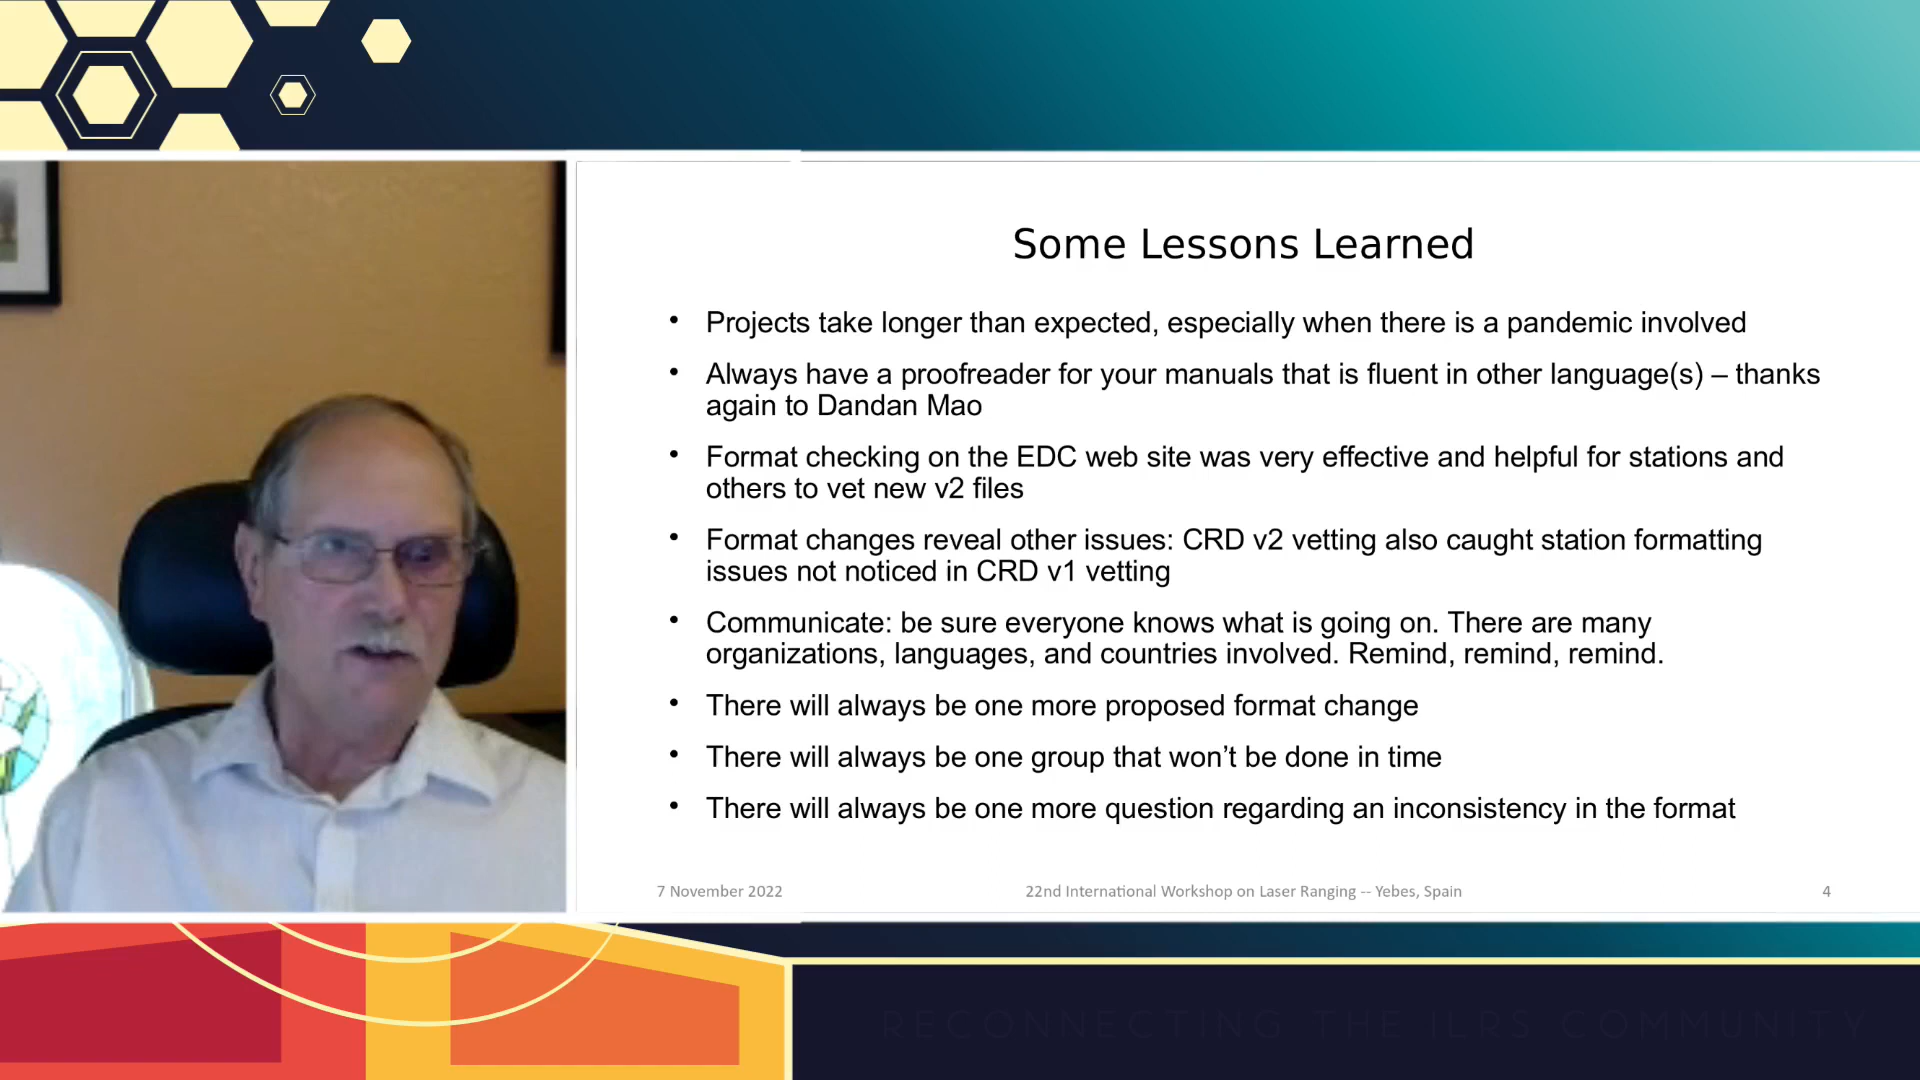 Some Lessons Learned
• Projects take longer than expected, especially when there is a pandemic involved
• Always have a proofreader for your manuals that is fluent in other language(s) – thanks
again to Dandan Mao
• Format checking on the EDC web site was very effective and helpful for stations and
others to vet new v2 files
• Format changes reveal other issues: CRD v2 vetting also caught station formatting
issues not noticed in CRD v1 vetting
• Communicate: be sure everyone knows what is going on. There are many
organizations, languages, and countries involved. Remind, remind, remind.
• There will always be one more proposed format change
• There will always be one group that won’t be done in time
• There will always be one more question regarding an inconsistency in the format
7 November 2022
22nd International Workshop on Laser Ranging -- Yebes, Spain
4
RECONNECTING THE ILRS COMMUNITY